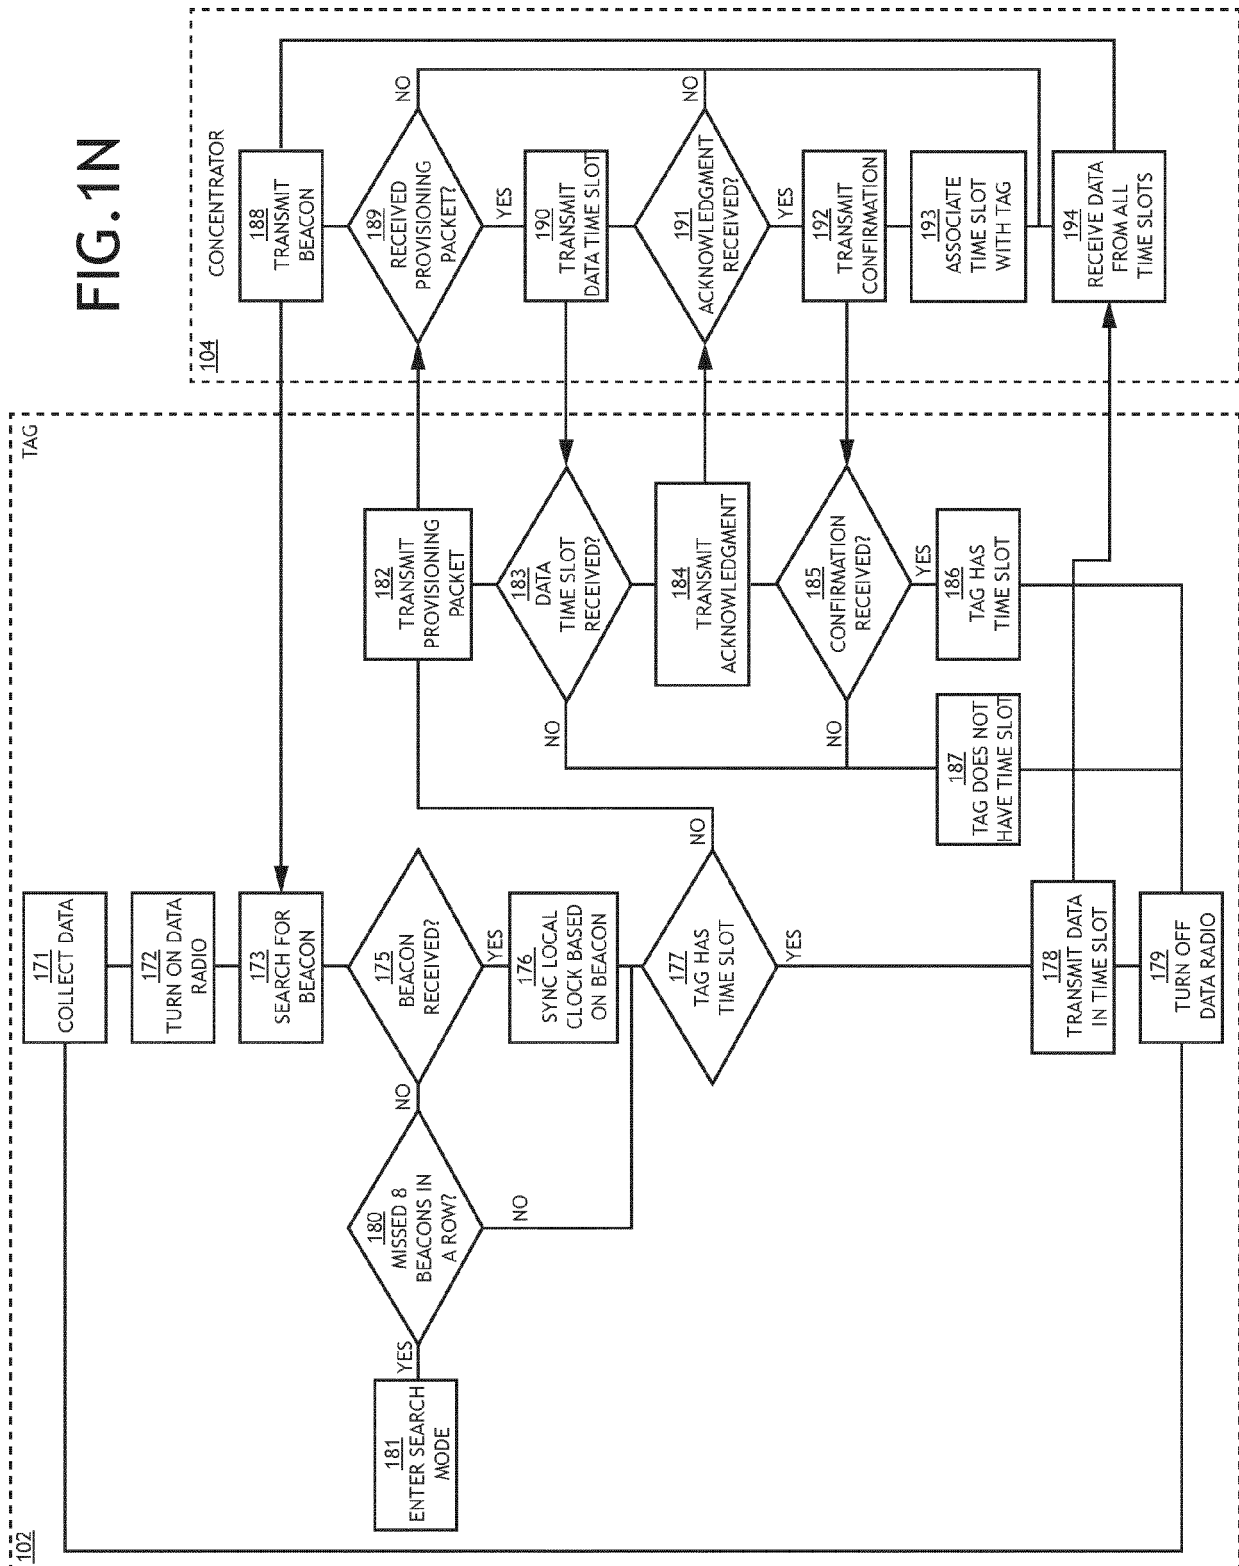 FIG.1N
102
TAG
171
COLLECT DATA
172
TURN ON DATA
RADIO
173
SEARCH FOR
BEACON
175
BEACON
RECEIVED?
NO
YES
180
MISSED 8
BEACONS IN
A ROW?
YES
NO
181
ENTER SEARCH
MODE
176
SYNC LOCAL
CLOCK BASED
ON BEACON
177
TAG HAS
TIME SLOT
NO
YES
178
TRANSMIT DATA
IN TIME SLOT
179
TURN OFF
DATA RADIO
182
TRANSMIT
PROVISIONING
PACKET
183
DATA
TIME SLOT
RECEIVED?
NO
184
TRANSMIT
ACKNOWLEDGMENT
185
CONFIRMATION
RECEIVED?
NO
YES
186
TAG HAS
TIME SLOT
187
TAG DOES NOT
HAVE TIME SLOT
104
CONCENTRATOR
188
TRANSMIT
BEACON
189
RECEIVED
PROVISIONING
PACKET?
NO
YES
190
TRANSMIT
DATA TIME SLOT
191
ACKNOWLEDGMENT
RECEIVED?
NO
YES
192
TRANSMIT
CONFIRMATION
193
ASSOCIATE
TIME SLOT
WITH TAG
194
RECEIVE DATA
FROM ALL
TIME SLOTS